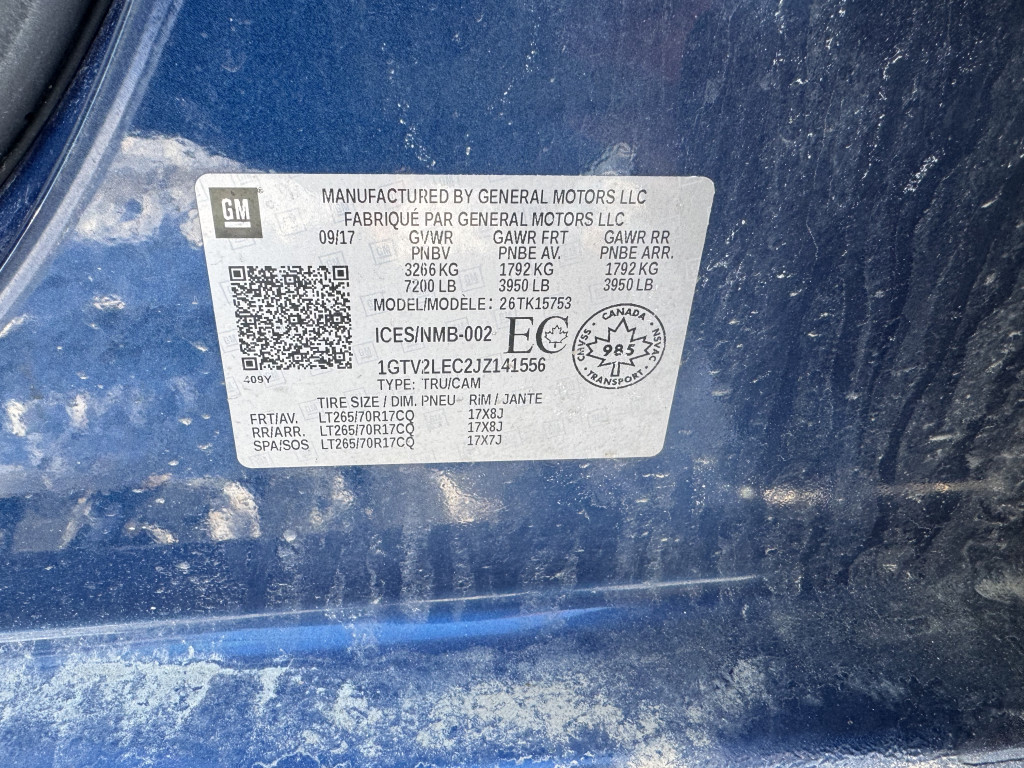 GM
MANUFACTURED BY GENERAL MOTORS LLC
FABRIQUÉ PAR GENERAL MOTORS LLC
09/17 GVWR GAWR FRT GAWR RR
PNBV PNBE AV. PNBE ARR.
3266 KG 1792 KG 1792 KG
7200 LB 3950 LB 3950 LB
MODEL/MODÈLE: 26TK15753
ICES/NMB-002 EC
CANADA
CMVSS 985 NSVAC
TRANSPORT
1GTV2LEC2JZ141556
409Y
TYPE: TRU/CAM
TIRE SIZE / DIM. PNEU RIM / JANTE
FRT/AV. LT265/70R17CQ 17X8J
RR/ARR. LT265/70R17CQ 17X8J
SPA/SOS LT265/70R17CQ 17X7J